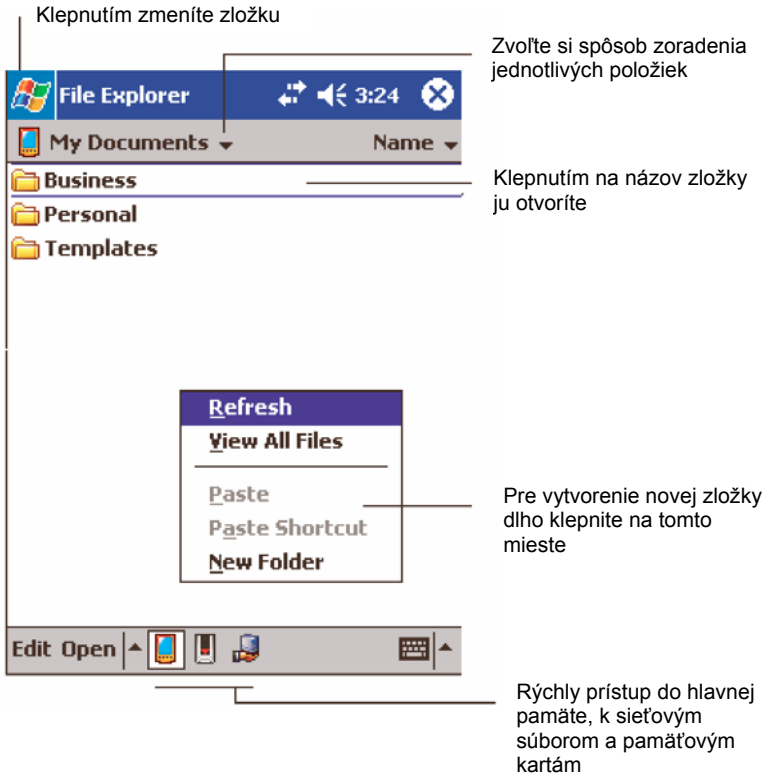 Klepnutím zmeníte zložku
Zvoľte si spôsob zoradenia
jednotlivých položiek
File Explorer 3:24
My Documents Name
Business
Klepnutím na názov zložky
ju otvoríte
Personal
Templates
Refresh
View All Files
Paste
Paste Shortcut
New Folder
Pre vytvorenie novej zložky
dlho klepnite na tomto
mieste
Edit Open
Rýchly prístup do hlavnej
pamäte, k sieťovým
súborom a pamäťovým
kartám